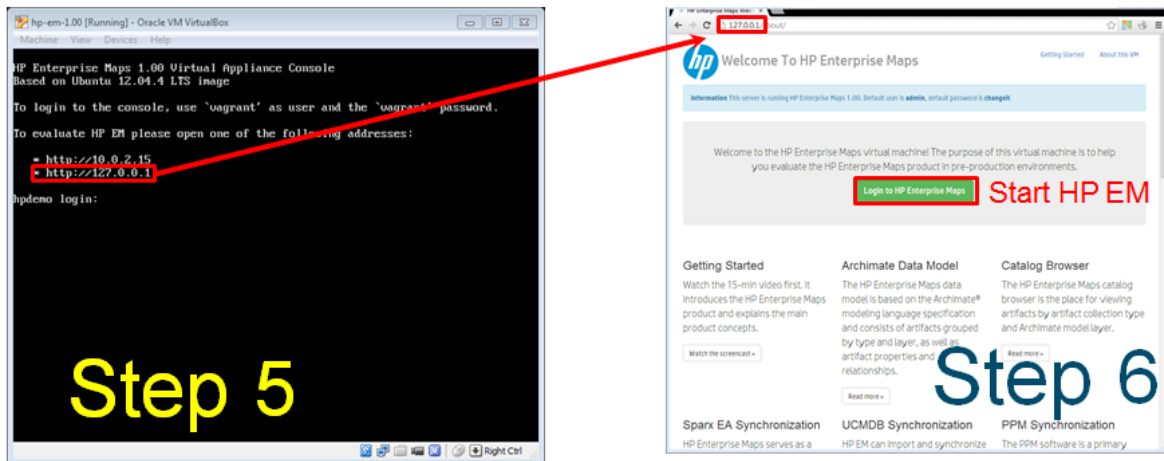 hp-em-1.00 [Running] - Oracle VM VirtualBox
Machine View Devices Help
HP Enterprise Maps 1.00 Virtual Appliance Console
Based on Ubuntu 12.04.4 LTS image
To login to the console, use `vagrant' as user and the `vagrant' password.
To evaluate HP EM please open one of the following addresses:
* http://10.0.2.15
* http://127.0.0.1
hpdemo login:
Step 5
Right Ctrl
HP Enterprise Maps
127.0.0.1/about/
hp
Welcome To HP Enterprise Maps
Getting Started
About this VM
Information This server is running HP Enterprise Maps 1.00. Default user is admin, default password is changeit
Welcome to the HP Enterprise Maps virtual machine! The purpose of this virtual machine is to help
you evaluate the HP Enterprise Maps product in pre-production environments.
Login to HP Enterprise Maps
Start HP EM
Getting Started
Watch the 15-min video first. It
introduces the HP Enterprise Maps
product and explains the main
product concepts.
Watch the screencast »
Archimate Data Model
The HP Enterprise Maps data
model is based on the Archimate®
modeling language specification
and consists of artifacts grouped
by type and layer, as well as
artifact properties and
relationships.
Read more »
Catalog Browser
The HP Enterprise Maps catalog
browser is the place for viewing
artifacts by artifact collection type
and Archimate model layer.
Read more »
Step 6
Sparx EA Synchronization
HP Enterprise Maps serves as a
UCMDB Synchronization
HP EM can import and synchronize
PPM Synchronization
The PPM software is a primary